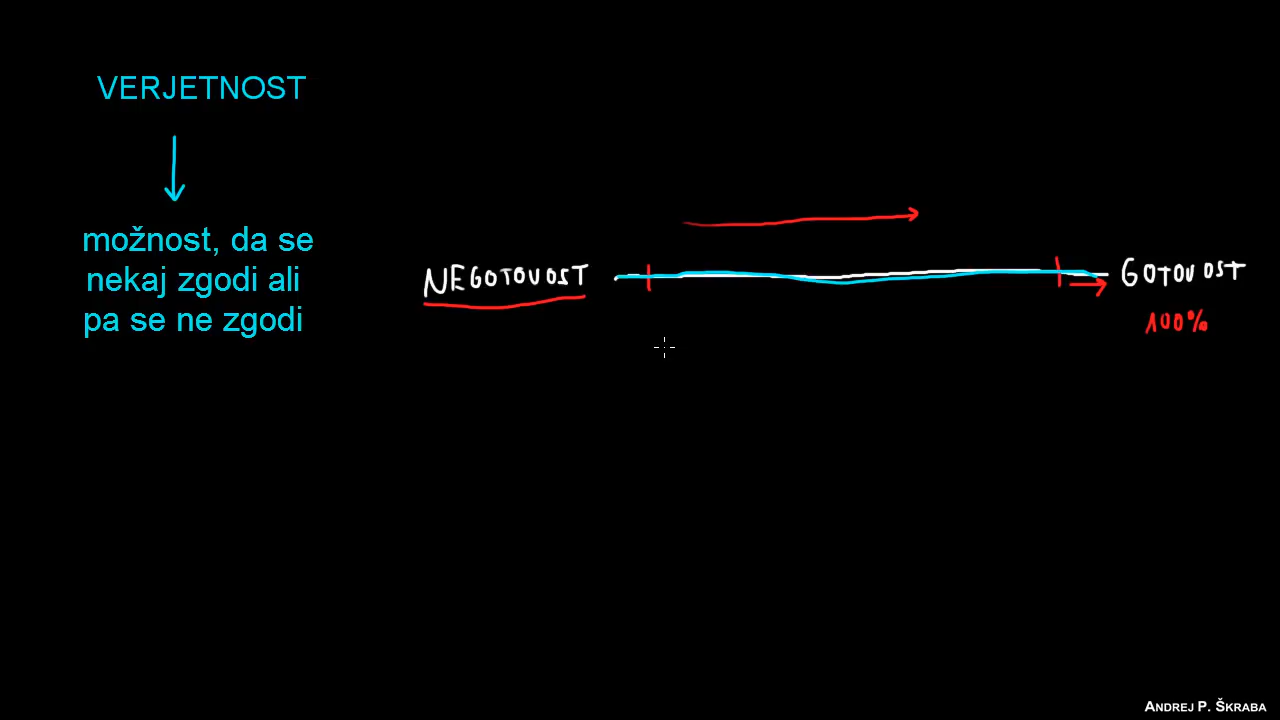 VERJETNOST
možnost, da se
nekaj zgodi ali
pa se ne zgodi
NEGOTOVOST
GOTOVOST
100%
ANDREJ P. ŠKRABA